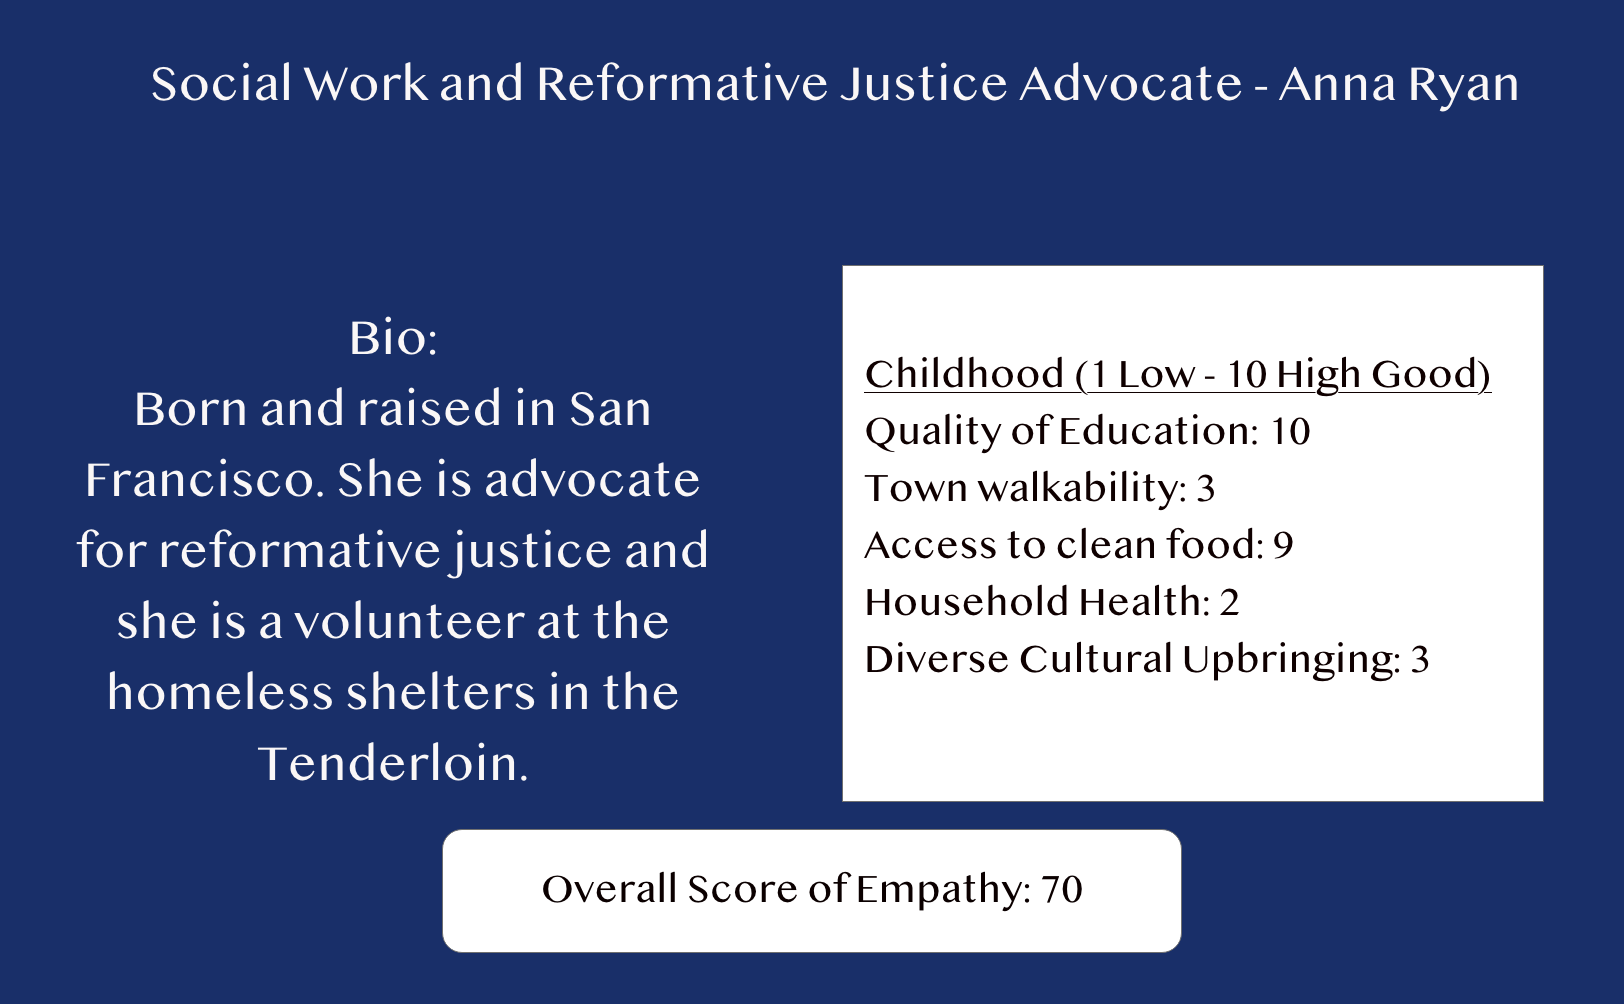 Social Work and Reformative Justice Advocate - Anna Ryan
Bio:
Born and raised in San
Francisco. She is advocate
for reformative justice and
she is a volunteer at the
homeless shelters in the
Tenderloin.
Childhood (1 Low - 10 High Good)
Quality of Education: 10
Town walkability: 3
Access to clean food: 9
Household Health: 2
Diverse Cultural Upbringing: 3
Overall Score of Empathy: 70